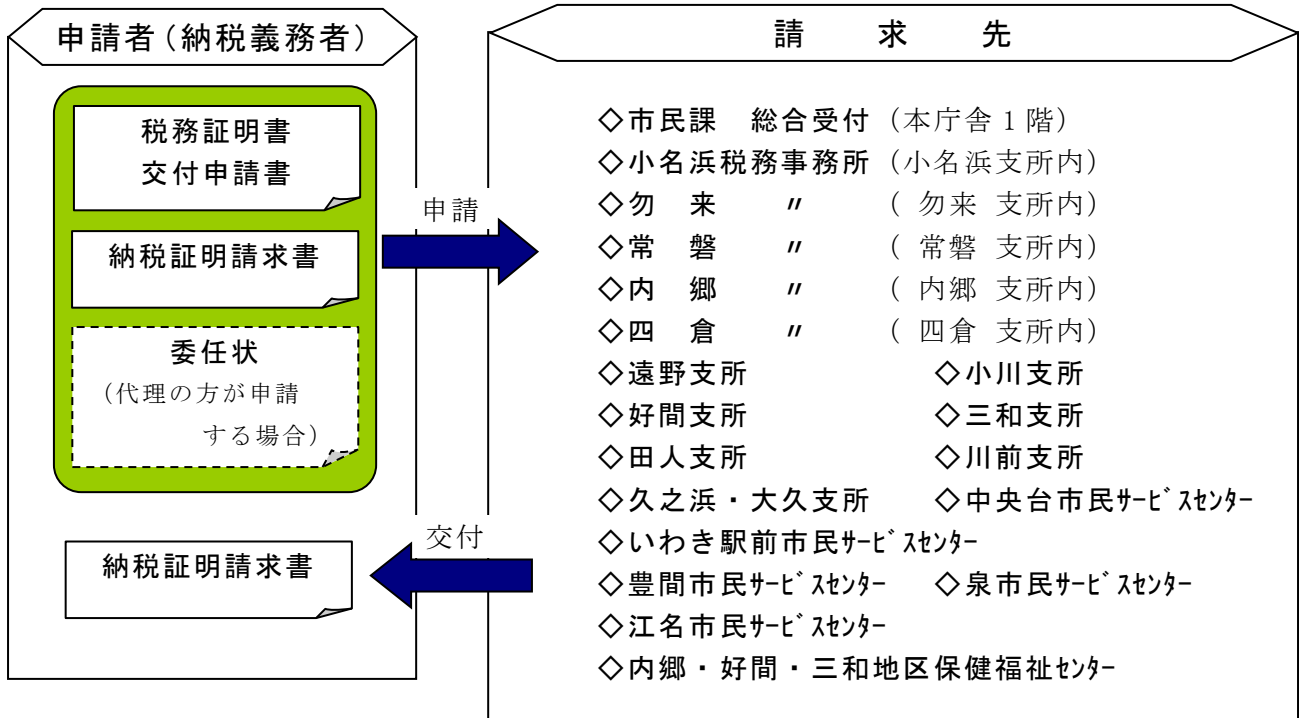 申請者(納税義務者)
税務証明書
交付申請書
納税証明請求書
委任状
(代理の方が申請
する場合)
申請
交付
納税証明請求書
請　求　先
◇市民課　総合受付 (本庁舎1階)
◇小名浜税務事務所 (小名浜支所内)
◇勿　来　〃　( 勿来 支所内)
◇常　磐　〃　( 常磐 支所内)
◇内　郷　〃　( 内郷 支所内)
◇四　倉　〃　( 四倉 支所内)
◇遠野支所　◇小川支所
◇好間支所　◇三和支所
◇田人支所　◇川前支所
◇久之浜・大久支所　◇中央台市民ｻｰﾋﾞｽｾﾝﾀｰ
◇いわき駅前市民ｻｰﾋﾞｽｾﾝﾀｰ
◇豊間市民ｻｰﾋﾞｽｾﾝﾀｰ　◇泉市民ｻｰﾋﾞｽｾﾝﾀｰ
◇江名市民ｻｰﾋﾞｽｾﾝﾀｰ
◇内郷・好間・三和地区保健福祉ｾﾝﾀｰ